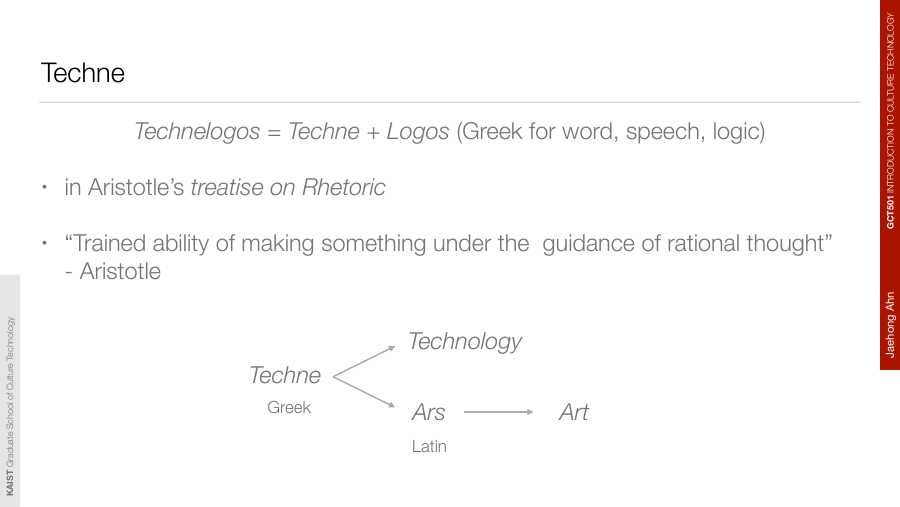 Techne
Technelogos = Techne + Logos (Greek for word, speech, logic)
• in Aristotle’s treatise on Rhetoric
• “Trained ability of making something under the guidance of rational thought”
- Aristotle
Technology
Techne
Greek
Ars
Art
Latin
GCT501 INTRODUCTION TO CULTURE TECHNOLOGY
Jaehong Ahn
KAIST Graduate School of Culture Technology